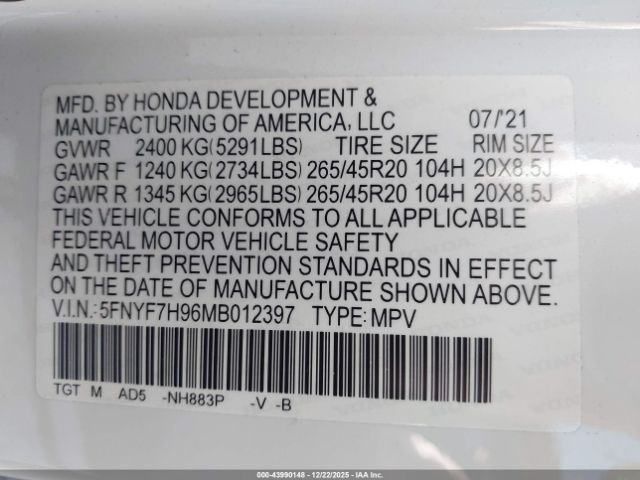 MFD. BY HONDA DEVELOPMENT &
MANUFACTURING OF AMERICA, LLC 07/'21
GVWR 2400 KG(5291LBS) TIRE SIZE RIM SIZE
GAWR F 1240 KG(2734LBS) 265/45R20 104H 20X8.5J
GAWR R 1345 KG(2965LBS) 265/45R20 104H 20X8.5J
THIS VEHICLE CONFORMS TO ALL APPLICABLE
FEDERAL MOTOR VEHICLE SAFETY
AND THEFT PREVENTION STANDARDS IN EFFECT
ON THE DATE OF MANUFACTURE SHOWN ABOVE.
V.I.N.:5FNYF7H96MB012397 TYPE:MPV
TGT M AD5 -NH883P -V -B
000-43990148 - 12/22/2025 - IAAI.COM